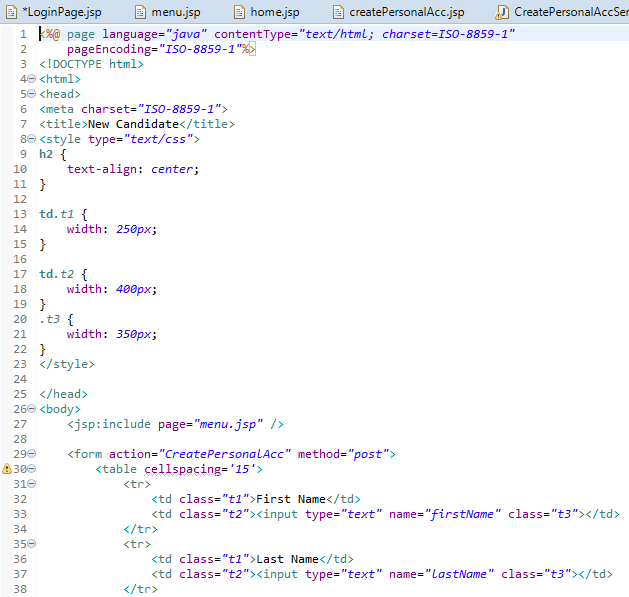 *LoginPage.jsp menu.jsp home.jsp createPersonalAcc.jsp CreatePersonalAccSer
1 <%@ page language="java" contentType="text/html; charset=ISO-8859-1"
2     pageEncoding="ISO-8859-1"%>
3 <!DOCTYPE html>
4 <html>
5 <head>
6 <meta charset="ISO-8859-1">
7 <title>New Candidate</title>
8 <style type="text/css">
9 h2 {
10     text-align: center;
11 }
12
13 td.t1 {
14     width: 250px;
15 }
16
17 td.t2 {
18     width: 400px;
19 }
20 .t3 {
21     width: 350px;
22 }
23 </style>
24
25 </head>
26 <body>
27     <jsp:include page="menu.jsp" />
28
29     <form action="CreatePersonalAcc" method="post">
30         <table cellspacing='15'>
31             <tr>
32                 <td class="t1">First Name</td>
33                 <td class="t2"><input type="text" name="firstName" class="t3"></td>
34             </tr>
35             <tr>
36                 <td class="t1">Last Name</td>
37                 <td class="t2"><input type="text" name="lastName" class="t3"></td>
38             </tr>